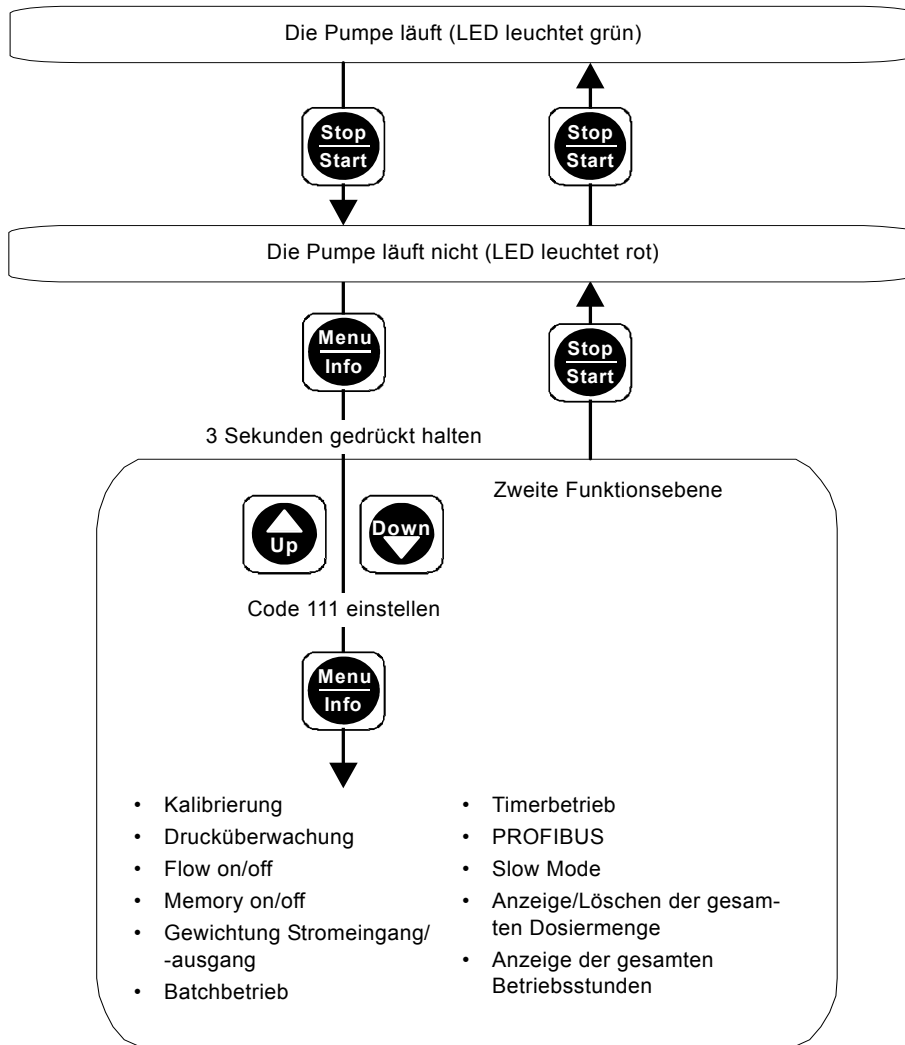 Die Pumpe läuft (LED leuchtet grün)
Stop
Start
Stop
Start
Die Pumpe läuft nicht (LED leuchtet rot)
Menu
Info
Stop
Start
3 Sekunden gedrückt halten
Zweite Funktionsebene
Up
Down
Code 111 einstellen
Menu
Info
• Kalibrierung
• Drucküberwachung
• Flow on/off
• Memory on/off
• Gewichtung Stromeingang/
-ausgang
• Batchbetrieb
• Timerbetrieb
• PROFIBUS
• Slow Mode
• Anzeige/Löschen der gesam-
ten Dosiermenge
• Anzeige der gesamten
Betriebsstunden